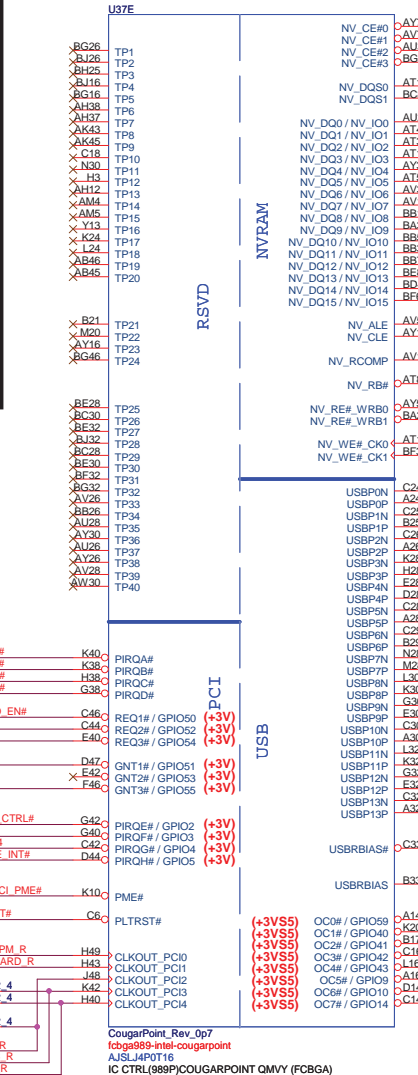 U37E
NV_CE#0
NV_CE#1
NV_CE#2
NV_CE#3
NV_DQS0
NV_DQS1
NV_DQ0 / NV_IO0
NV_DQ1 / NV_IO1
NV_DQ2 / NV_IO2
NV_DQ3 / NV_IO3
NV_DQ4 / NV_IO4
NV_DQ5 / NV_IO5
NV_DQ6 / NV_IO6
NV_DQ7 / NV_IO7
NV_DQ8 / NV_IO8
NV_DQ9 / NV_IO9
NV_DQ10 / NV_IO10
NV_DQ11 / NV_IO11
NV_DQ12 / NV_IO12
NV_DQ13 / NV_IO13
NV_DQ14 / NV_IO14
NV_DQ15 / NV_IO15
NV_ALE
NV_CLE
NV_RCOMP
NV_RB#
NV_RE#_WRB0
NV_RE#_WRB1
NV_WE#_CK0
NV_WE#_CK1
NVRAM
RSVD
BG26 TP1
BJ26 TP2
BH25 TP3
BJ16 TP4
BG16 TP5
AH38 TP6
AH37 TP7
AK43 TP8
AK45 TP9
C18 TP10
N30 TP11
H3 TP12
AH12 TP13
AM4 TP14
AM5 TP15
Y13 TP16
K24 TP17
L24 TP18
AB46 TP19
AB45 TP20
B21 TP21
M20 TP22
AY16 TP23
BG46 TP24
BE28 TP25
BC30 TP26
BE32 TP27
BJ32 TP28
BC28 TP29
BE30 TP30
BF32 TP31
BG32 TP32
AV26 TP33
BB26 TP34
AU28 TP35
AY30 TP36
AU26 TP37
AY26 TP38
AV28 TP39
AW30 TP40
USBP0N
USBP0P
USBP1N
USBP1P
USBP2N
USBP2P
USBP3N
USBP3P
USBP4N
USBP4P
USBP5N
USBP5P
USBP6N
USBP6P
USBP7N
USBP7P
USBP8N
USBP8P
USBP9N
USBP9P
USBP10N
USBP10P
USBP11N
USBP11P
USBP12N
USBP12P
USBP13N
USBP13P
USBRBIAS#
USBRBIAS
PCI
USB
K40 PIRQA#
K38 PIRQB#
H38 PIRQC#
G38 PIRQD#
_EN# C46 REQ1# / GPIO50 (+3V)
C44 REQ2# / GPIO52 (+3V)
E40 REQ3# / GPIO54 (+3V)
D47 GNT1# / GPIO51 (+3V)
E42 GNT2# / GPIO53 (+3V)
F46 GNT3# / GPIO55 (+3V)
_CTRL# G42 PIRQE# / GPIO2 (+3V)
G40 PIRQF# / GPIO3 (+3V)
C42 PIRQG# / GPIO4 (+3V)
_INT# D44 PIRQH# / GPIO5 (+3V)
CI_PME# K10 PME#
T# C6 PLTRST#
PM_R H49 CLKOUT_PCI0
ARD_R H43 CLKOUT_PCI1
J48 CLKOUT_PCI2
_4 K42 CLKOUT_PCI3
_4 H40 CLKOUT_PCI4
_4
(+3VS5) OC0# / GPIO59
(+3VS5) OC1# / GPIO40
(+3VS5) OC2# / GPIO41
(+3VS5) OC3# / GPIO42
(+3VS5) OC4# / GPIO43
(+3VS5) OC5# / GPIO9
(+3VS5) OC6# / GPIO10
(+3VS5) OC7# / GPIO14
CougarPoint_Rev_0p7
fcbga989-intel-cougarpoint
AJSLJ4P0T16
IC CTRL(989P)COUGARPOINT QMVY (FCBGA)